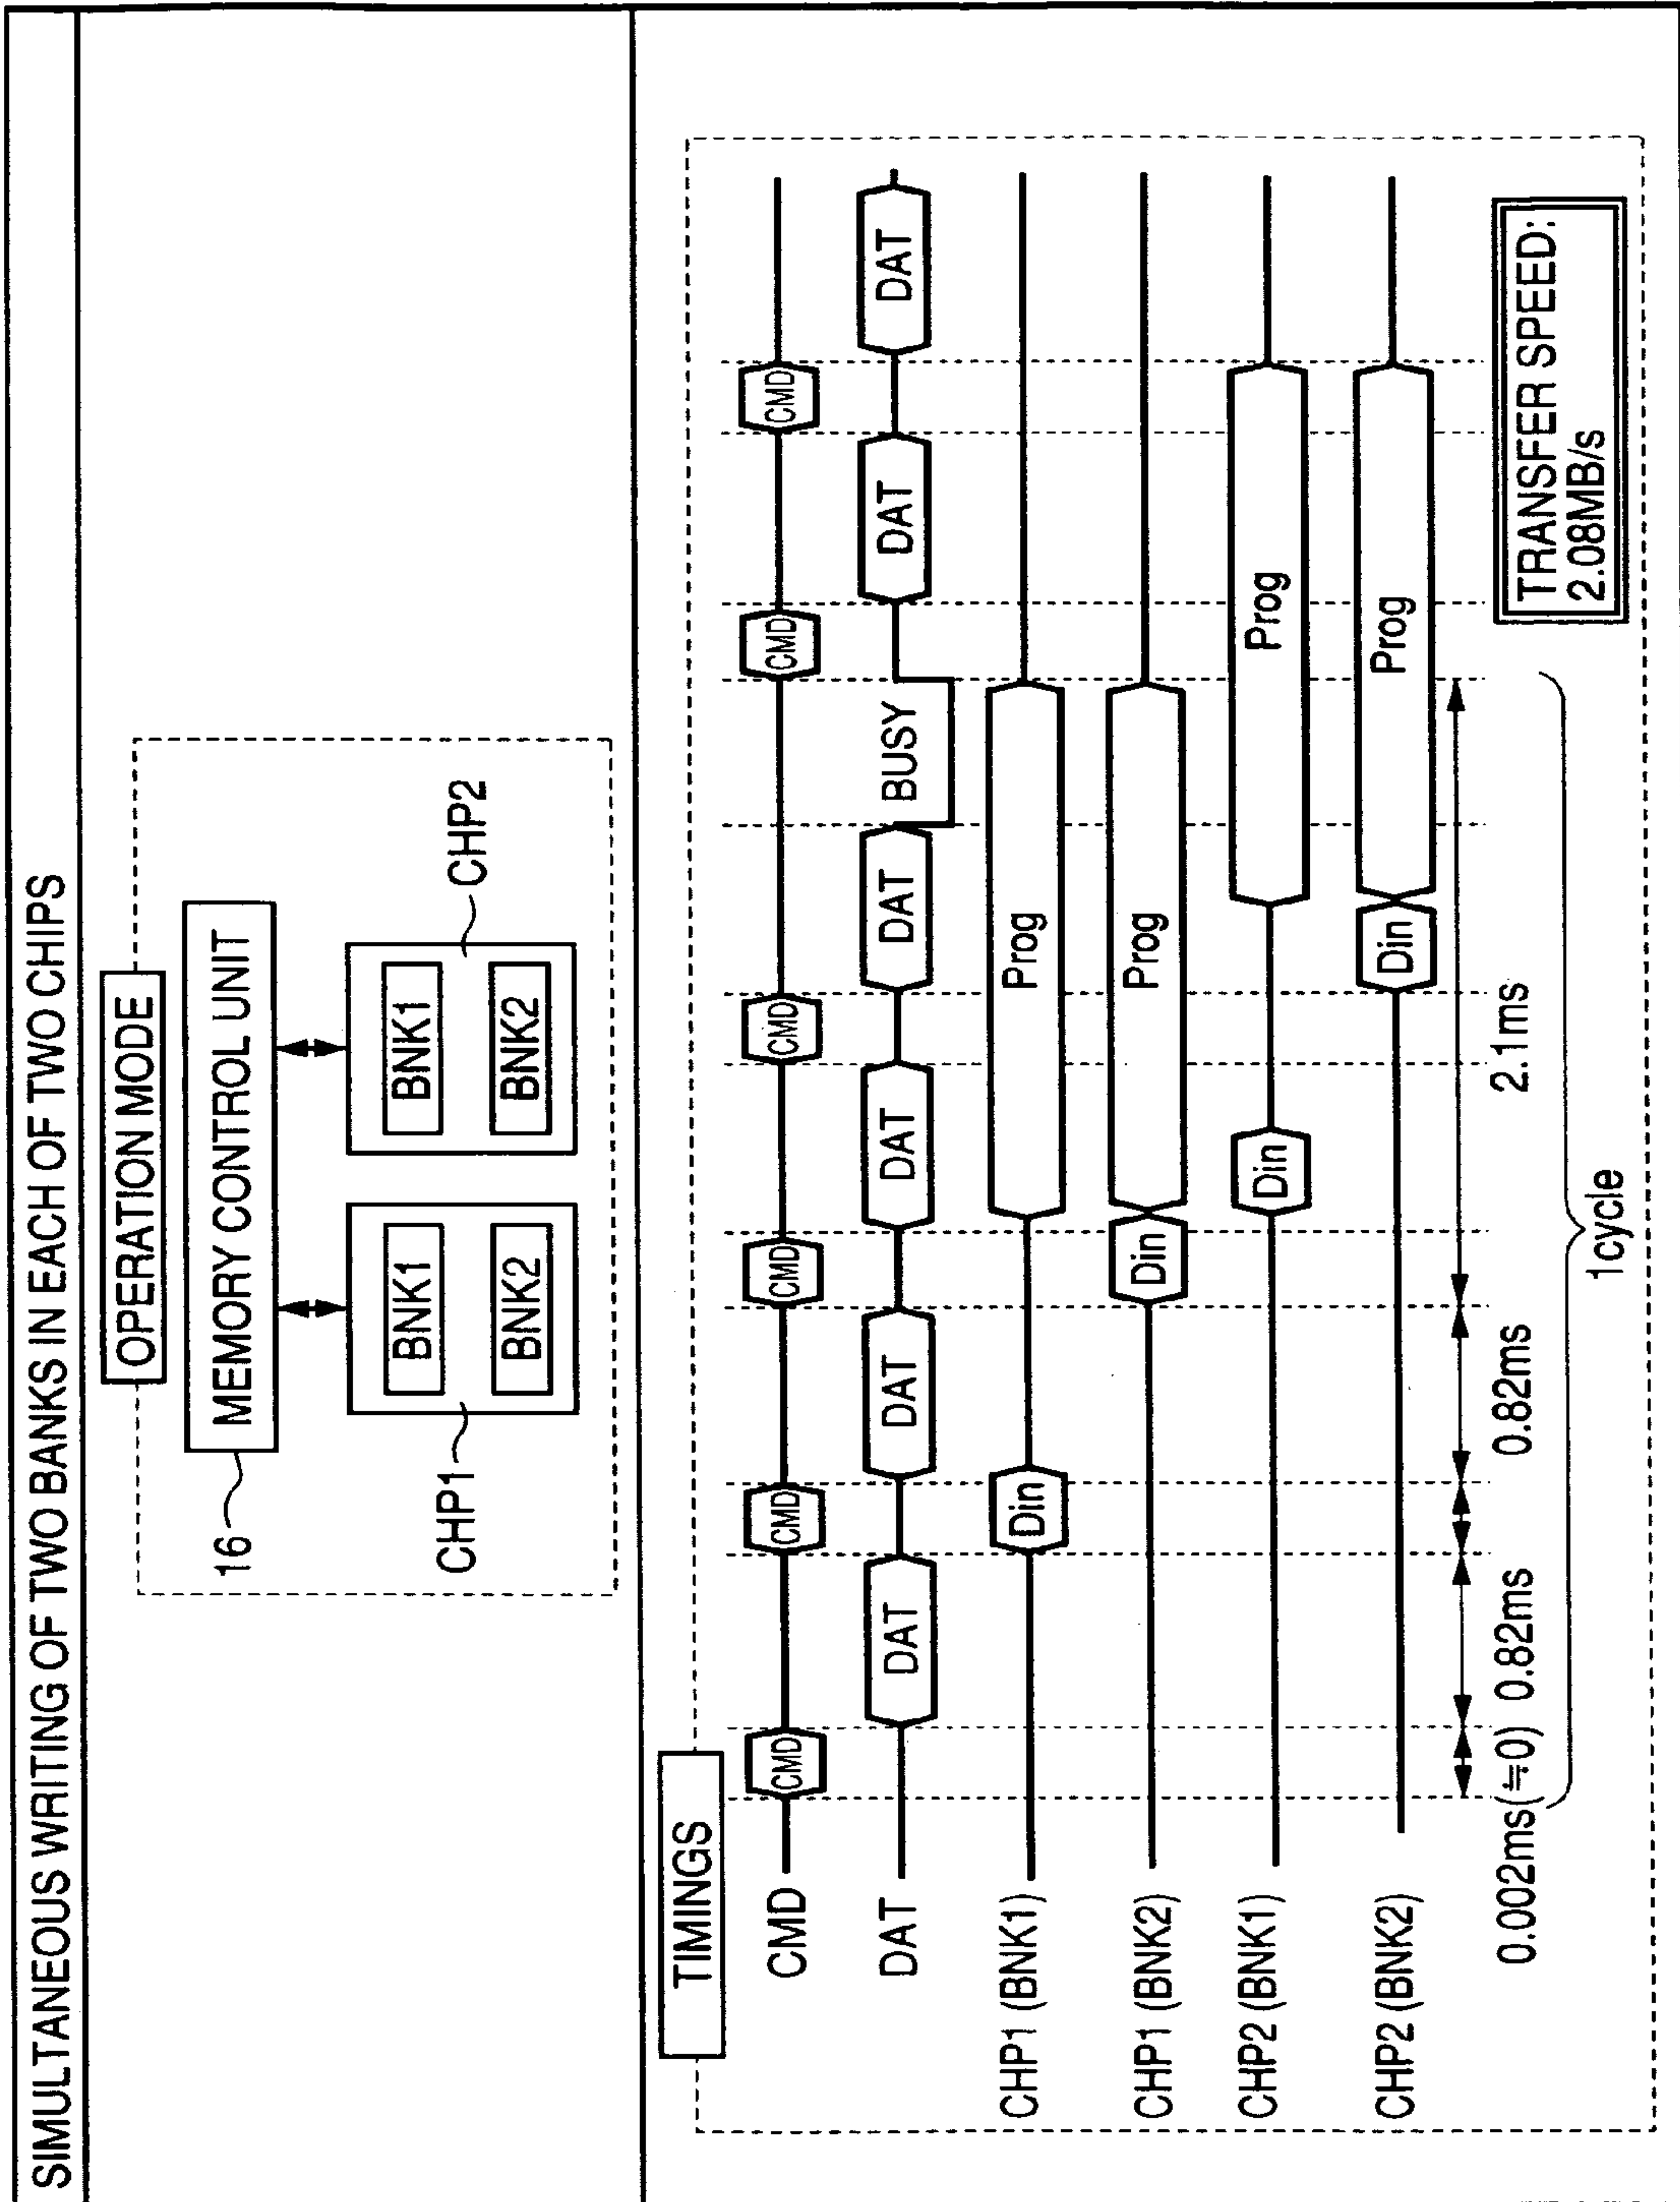 SIMULTANEOUS WRITING OF TWO BANKS IN EACH OF TWO CHIPS
OPERATION MODE
MEMORY CONTROL UNIT
16
CHP1
BNK1
BNK2
BNK1
BNK2
CHP2
TIMINGS
CMD
CMD
CMD
CMD
CMD
CMD
CMD
DAT
DAT
DAT
DAT
DAT
BUSY
DAT
DAT
CHP1 (BNK1)
Din
Prog
CHP1 (BNK2)
Din
Prog
CHP2 (BNK1)
Din
Prog
CHP2 (BNK2)
Din
Prog
0.002ms(≒0)
0.82ms
0.82ms
2.1ms
1cycle
TRANSFER SPEED:
2.08MB/s